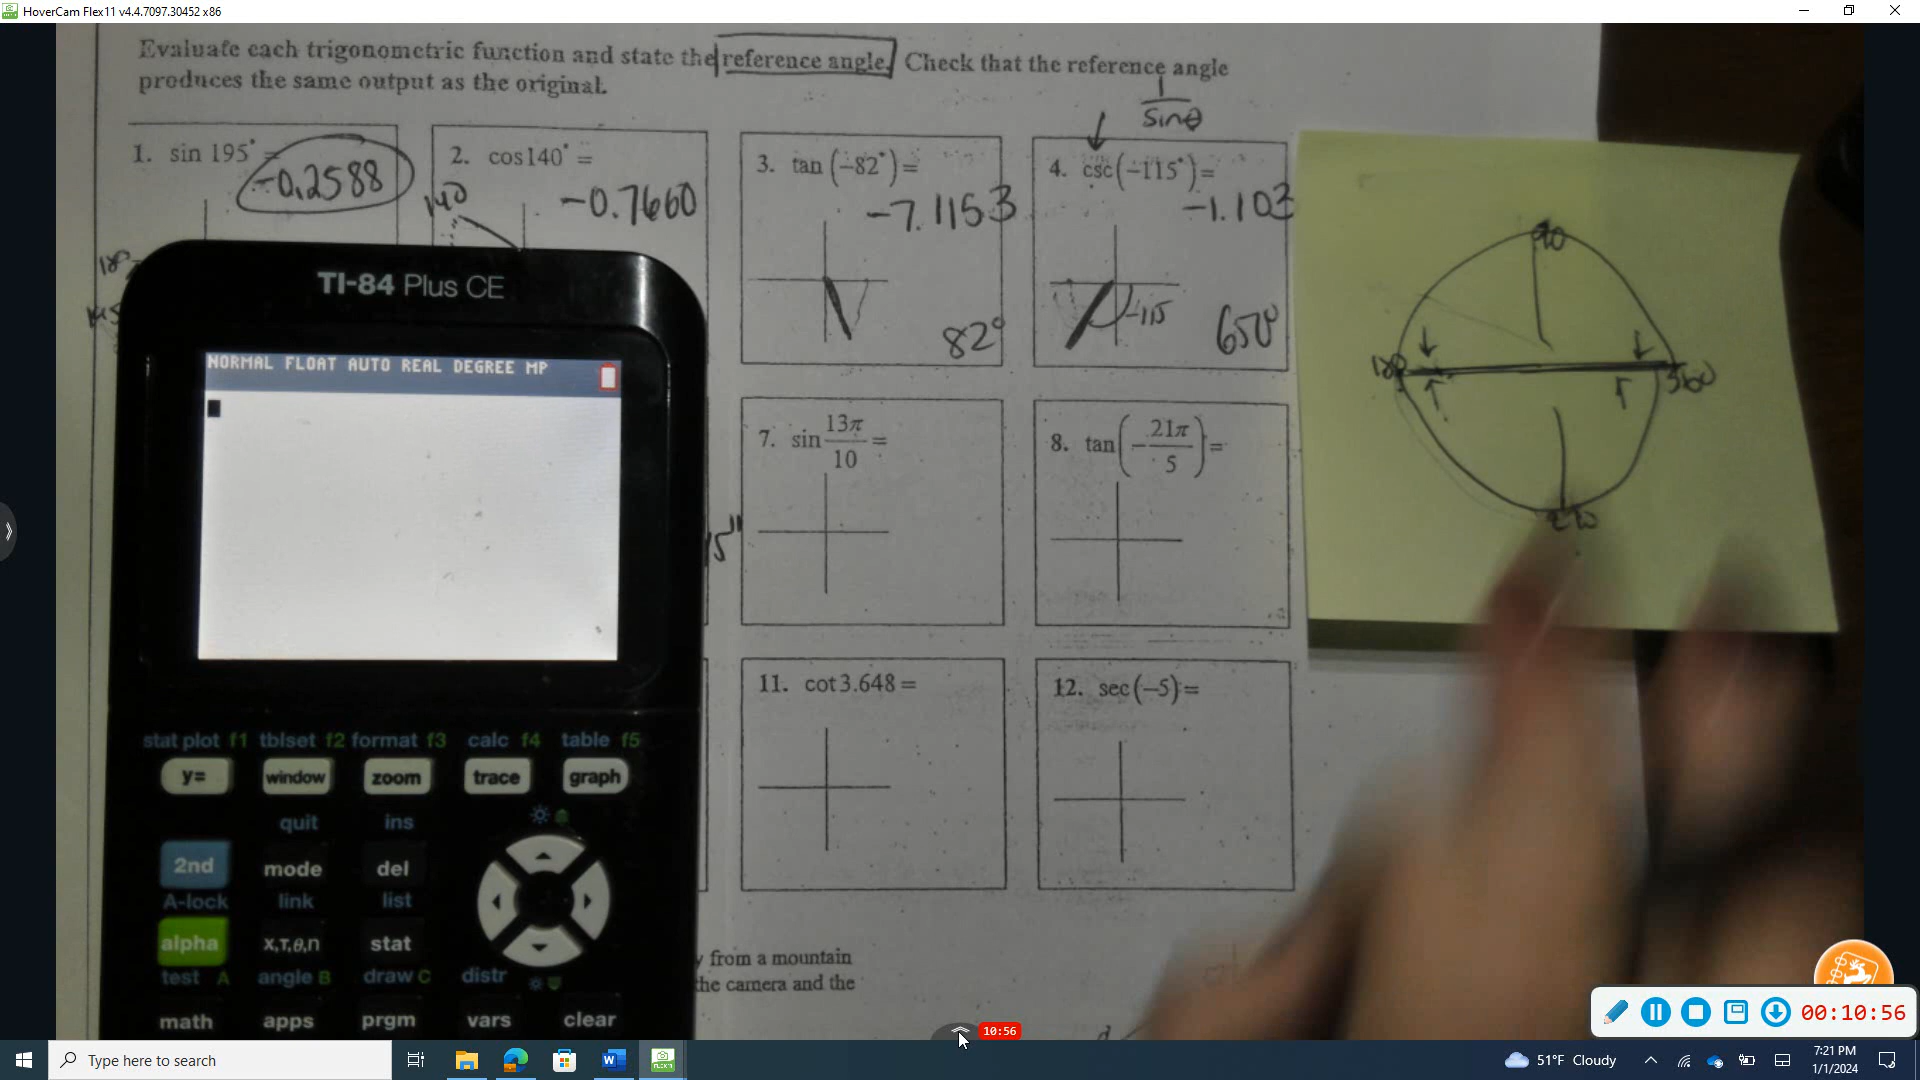 HoverCam Flex11 v4.4.7097.30452 x86
Evaluate each trigonometric function and state the reference angle. Check that the reference angle
produces the same output as the original.
1
sinθ
1. sin 195° =
-0.2588
2. cos140° =
140
-0.7660
3. tan (-82°) =
-7.1153
82°
4. csc(-115°) =
-1.103
-115
65°
90
180
360
270
180
195
TI-84 Plus CE
NORMAL FLOAT AUTO REAL DEGREE MP
7. sin 13π/10 =
8. tan(-21π/5) =
11. cot3.648 =
12. sec(-5) =
from a mountain
the camera and the
stat plot f1 tblset f2 format f3 calc f4 table f5
y= window zoom trace graph
quit ins
2nd mode del
A-lock link list
alpha X,T,θ,n stat
test A angle B draw C distr
math apps prgm vars clear
10:56
00:10:56
Type here to search
51°F Cloudy
7:21 PM
1/1/2024